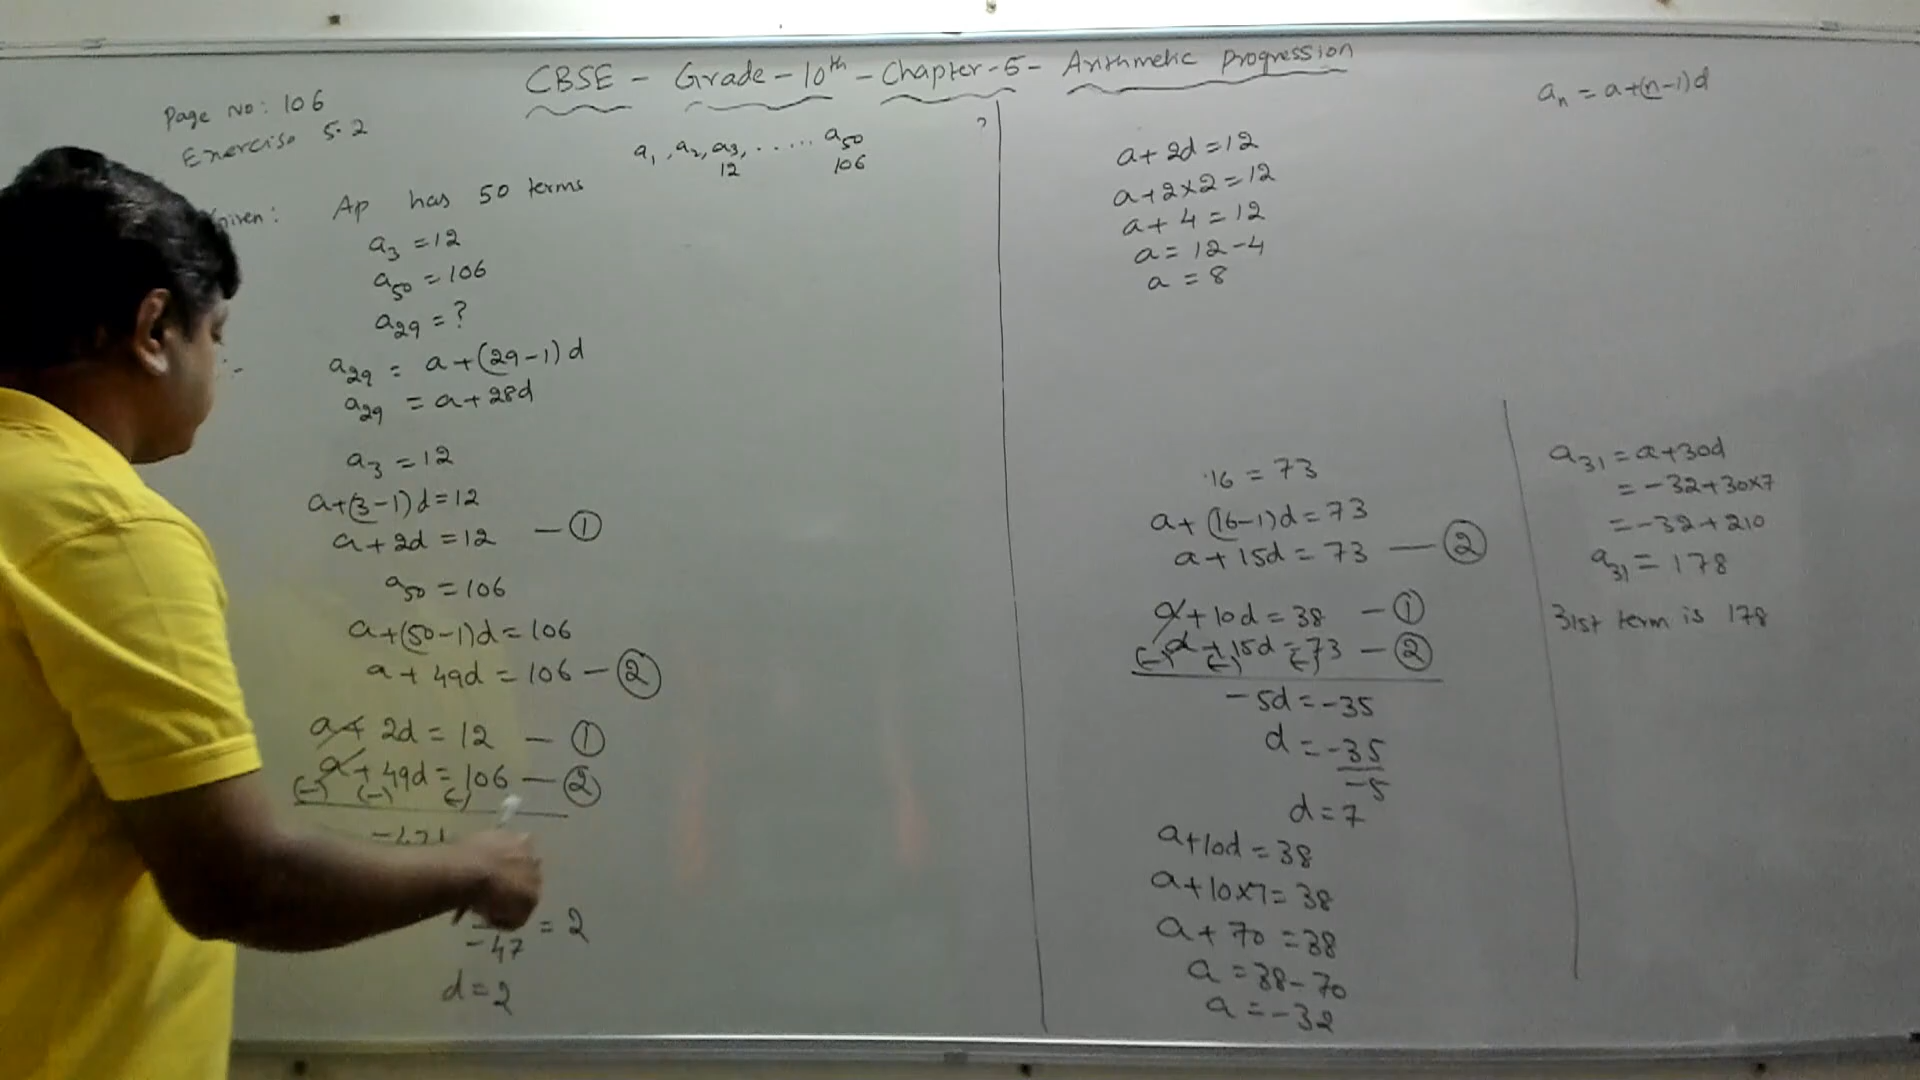 CBSE - Grade - 10th - Chapter - 5 - Arithmetic Progression
Page No: 106
Exercise 5.2
a1, a2, a3, ..... a50
12 106
Given: Ap has 50 terms
a3 = 12
a50 = 106
a29 = ?
a29 = a+(29-1)d
a29 = a+28d
a3 = 12
a+(3-1)d=12
a+2d = 12 — ①
a50 = 106
a+(50-1)d=106
a+49d = 106 — ②
a+ 2d = 12 — ①
a+ 49d = 106 — ②
(-) (-) (-)
-47 = 2
d = 2
an = a+(n-1)d
a+2d=12
a+2×2=12
a+4=12
a=12-4
a=8
16 = 73
a+(16-1)d=73
a+15d=73 — ②
a+10d=38 — ①
a+15d=73 — ②
(-) (-) (-)
-5d=-35
d=-35
-5
d=7
a+10d=38
a+10×7=38
a+70=38
a=38-70
a=-32
a31=a+30d
=-32+30×7
=-32+210
a31=178
31st term is 178